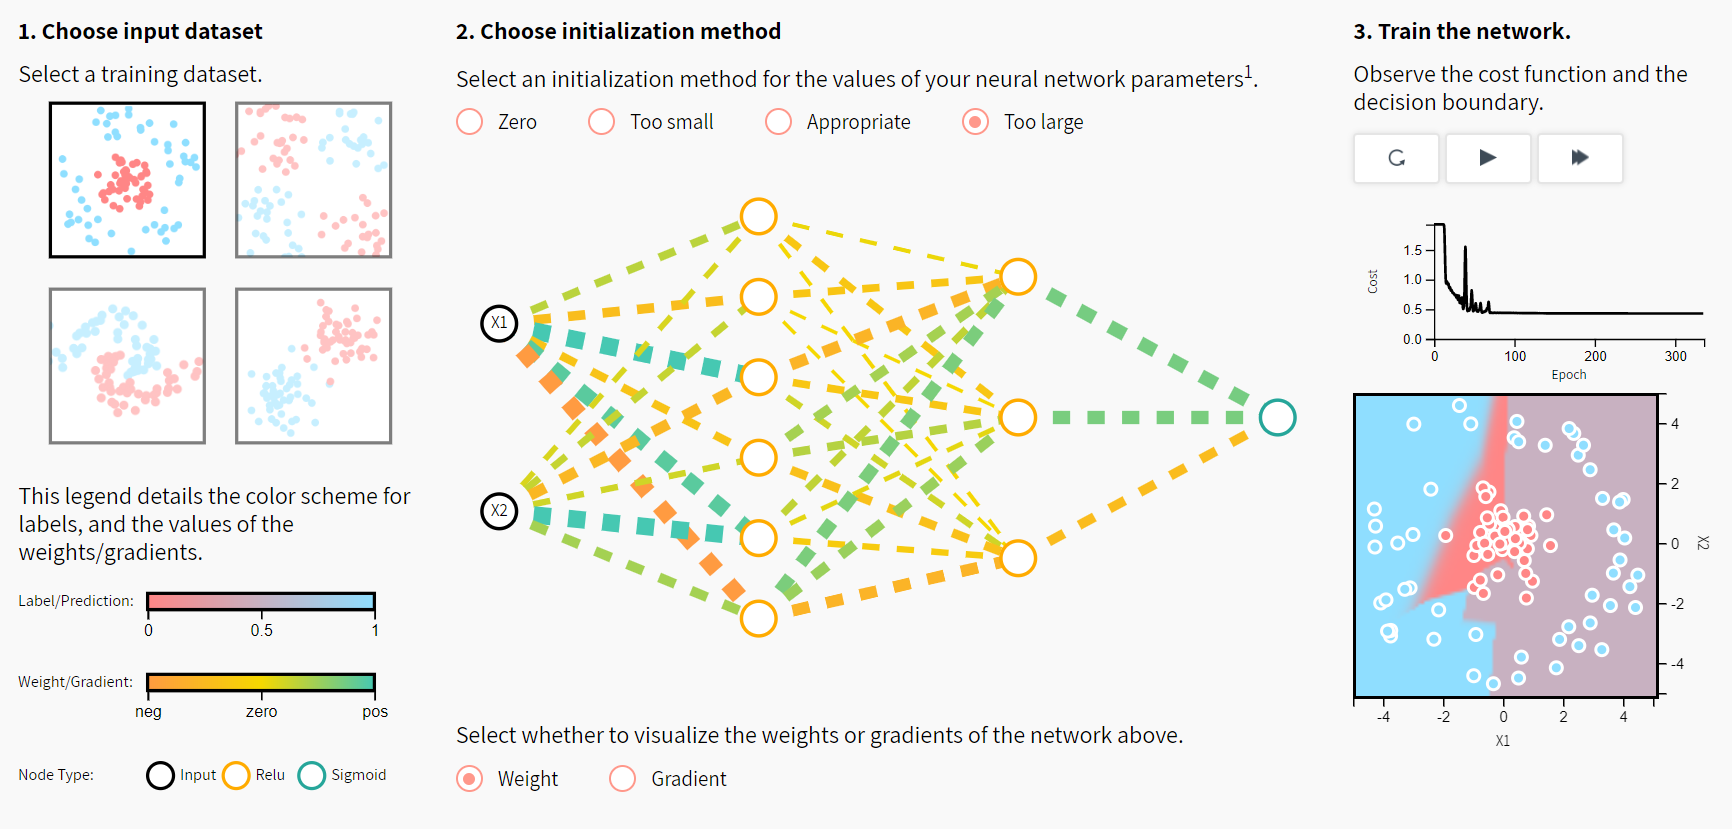 1. Choose input dataset
Select a training dataset.
This legend details the color scheme for
labels, and the values of the
weights/gradients.
Label/Prediction:
0 0.5 1
Weight/Gradient:
neg zero pos
Node Type: Input Relu Sigmoid
2. Choose initialization method
Select an initialization method for the values of your neural network parameters1.
Zero Too small Appropriate Too large
X1
X2
Select whether to visualize the weights or gradients of the network above.
Weight Gradient
3. Train the network.
Observe the cost function and the
decision boundary.
Cost
1.5
1.0
0.5
0.0
0 100 200 300
Epoch
4
2
0
-2
-4
X2
-4 -2 0 2 4
X1